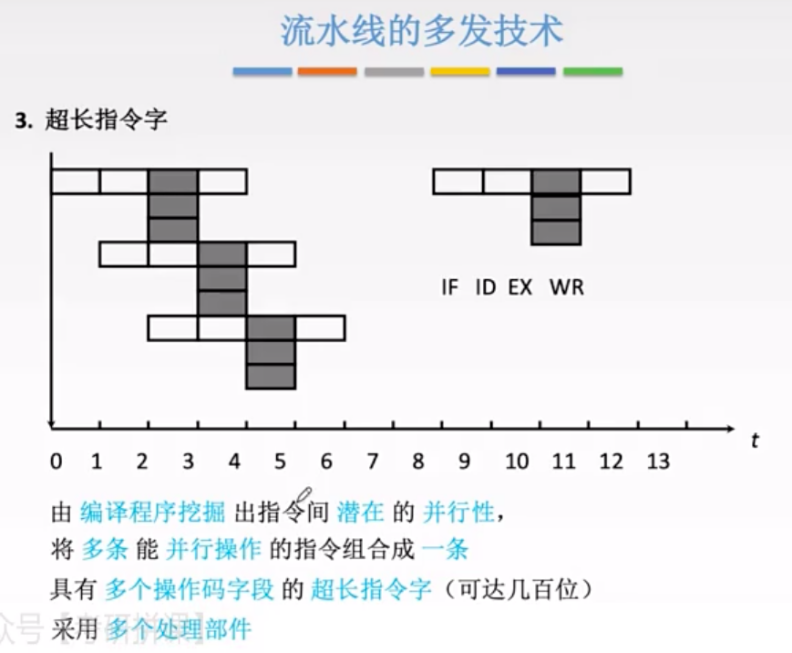 流水线的多发技术
3. 超长指令字
IF ID EX WR
t
0 1 2 3 4 5 6 7 8 9 10 11 12 13
由 编译程序挖掘 出指令间 潜在 的 并行性,
将 多条 能 并行操作 的指令组合成 一条
具有 多个操作码字段 的 超长指令字（可达几百位）
采用 多个处理部件
众号【考研拼课】